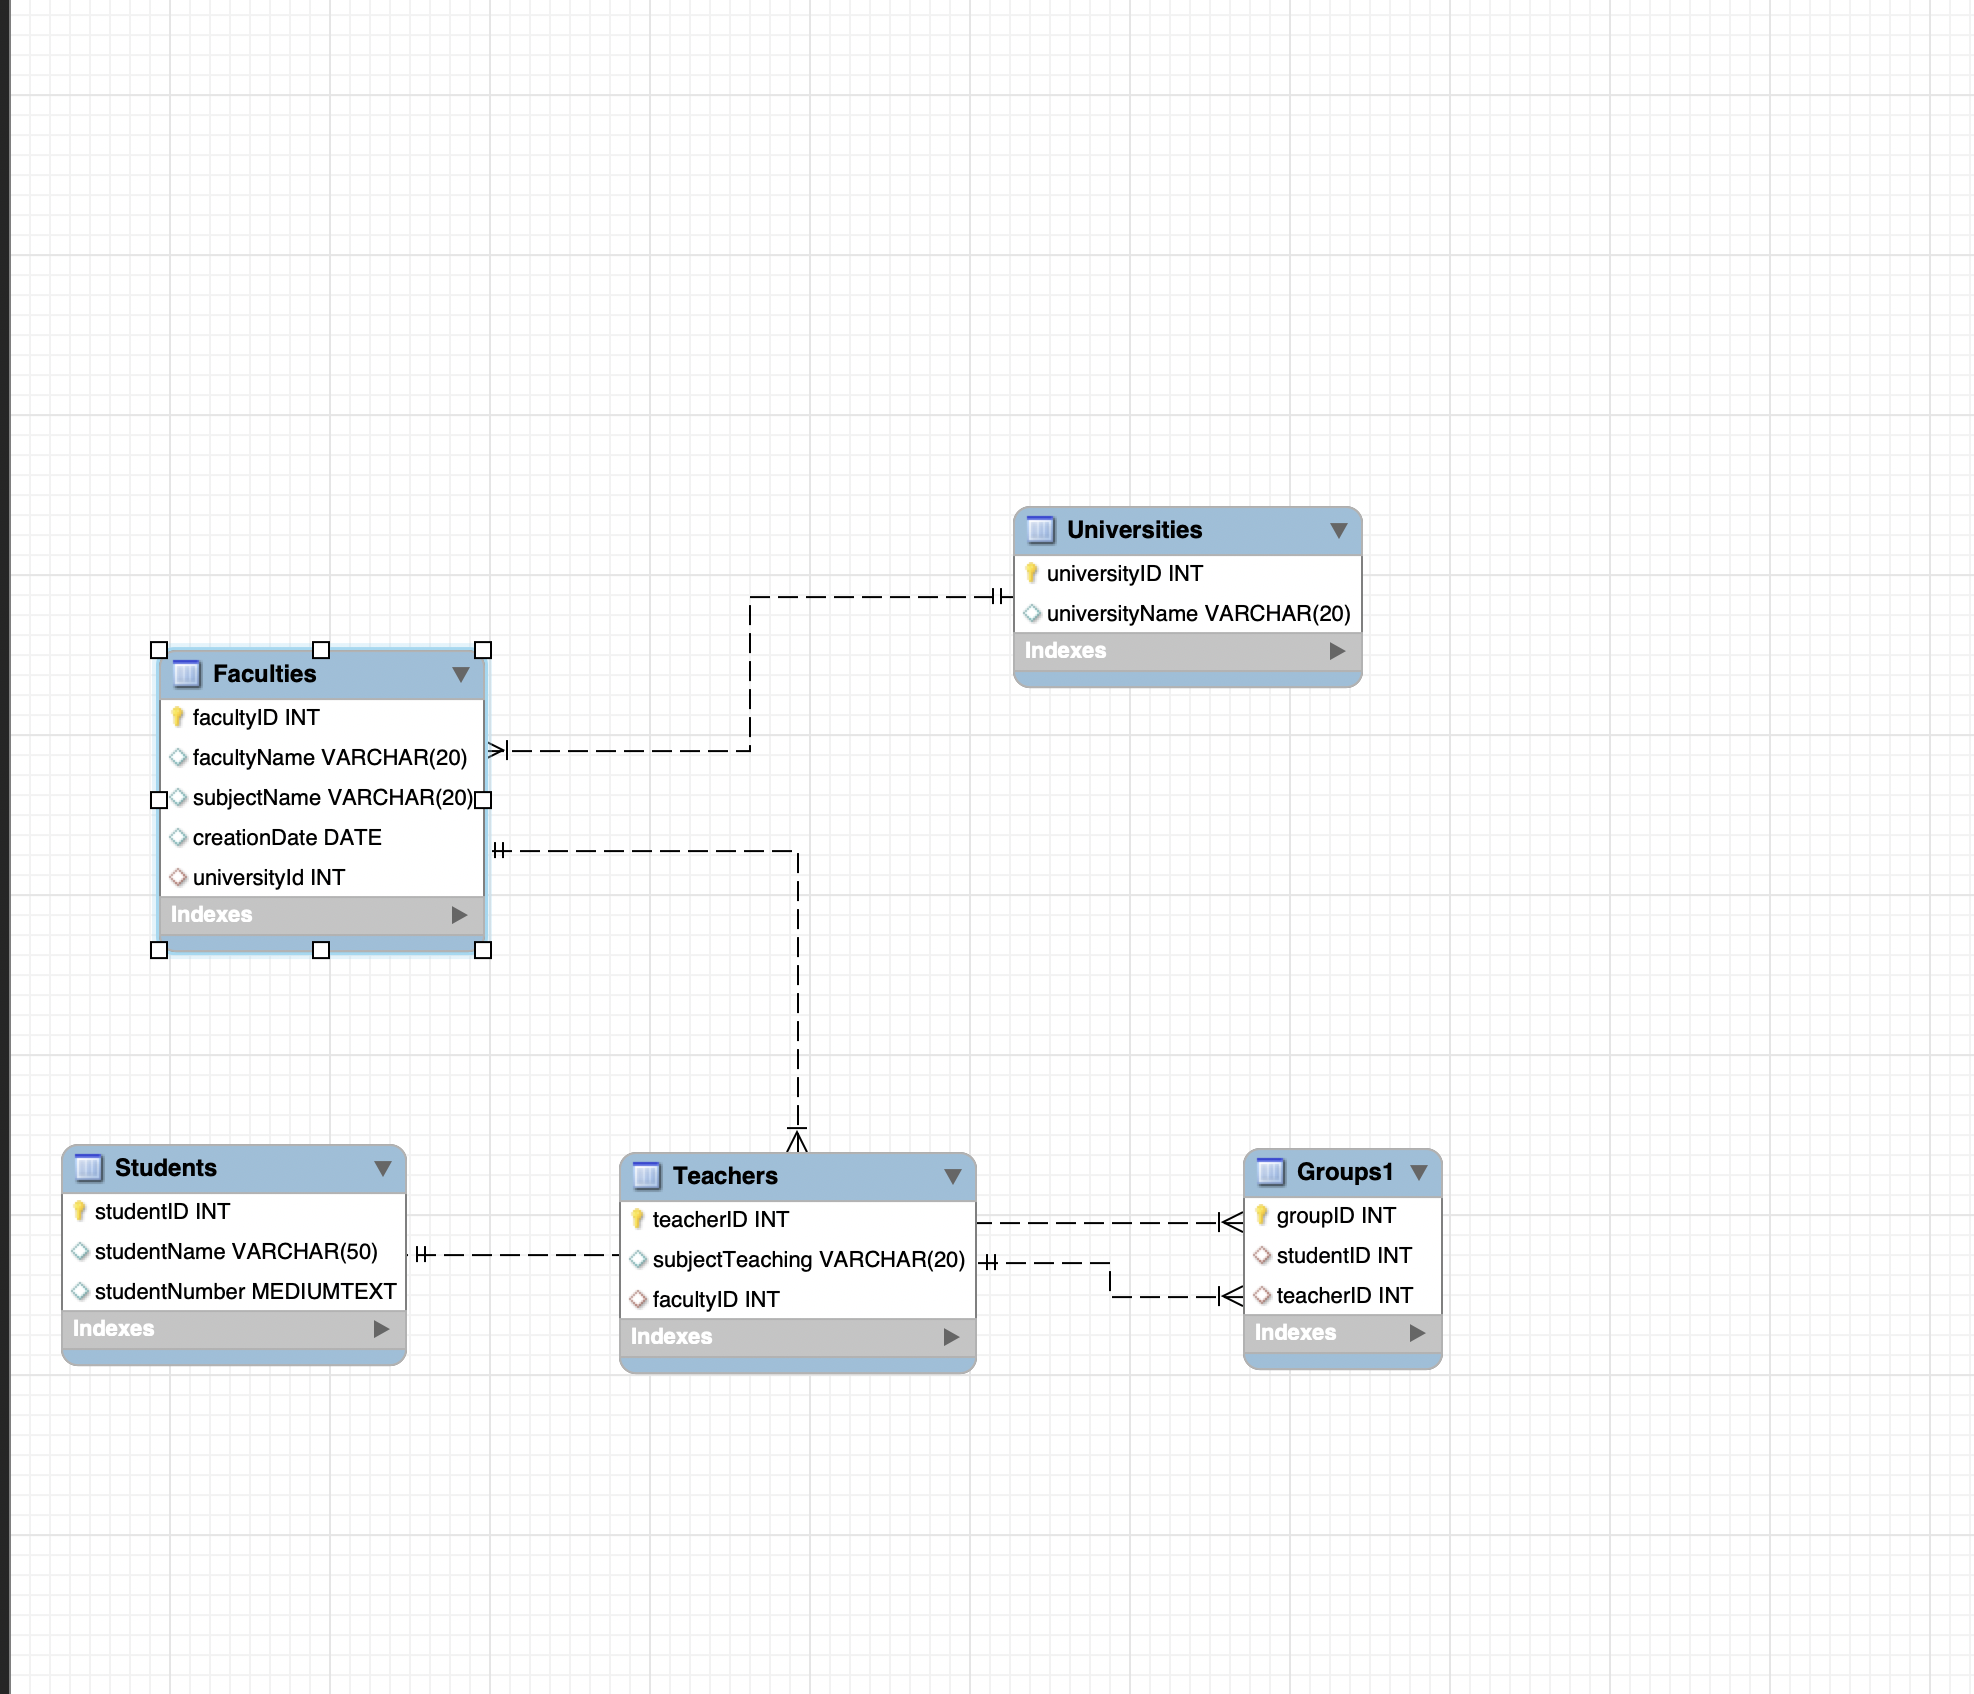 Universities
universityID INT
universityName VARCHAR(20)
Indexes
Faculties
facultyID INT
facultyName VARCHAR(20)
subjectName VARCHAR(20)
creationDate DATE
universityId INT
Indexes
Students
studentID INT
studentName VARCHAR(50)
studentNumber MEDIUMTEXT
Indexes
Teachers
teacherID INT
subjectTeaching VARCHAR(20)
facultyID INT
Indexes
Groups1
groupID INT
studentID INT
teacherID INT
Indexes